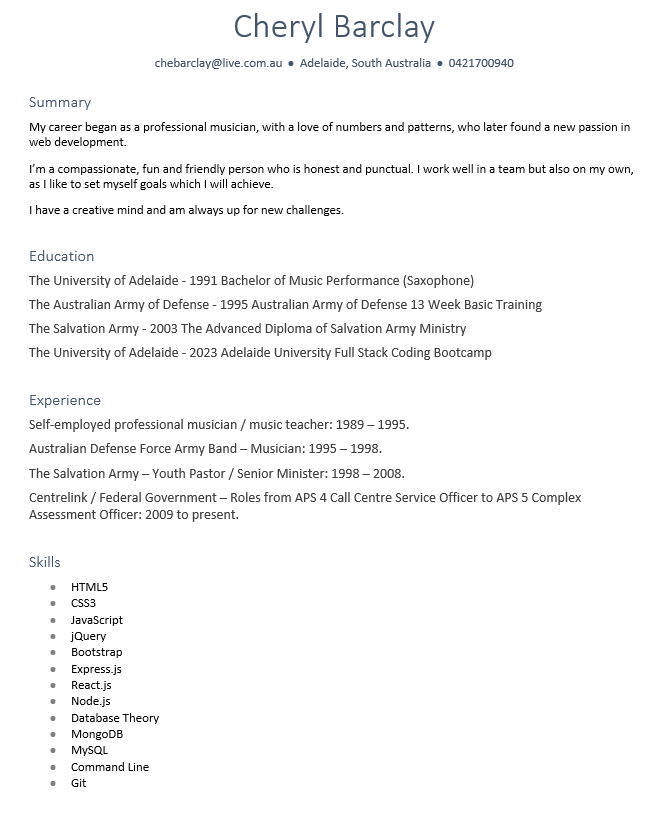 Cheryl Barclay
chebarclay@live.com.au ● Adelaide, South Australia ● 0421700940
Summary
My career began as a professional musician, with a love of numbers and patterns, who later found a new passion in
web development.
I'm a compassionate, fun and friendly person who is honest and punctual. I work well in a team but also on my own,
as I like to set myself goals which I will achieve.
I have a creative mind and am always up for new challenges.
Education
The University of Adelaide - 1991 Bachelor of Music Performance (Saxophone)
The Australian Army of Defense - 1995 Australian Army of Defense 13 Week Basic Training
The Salvation Army - 2003 The Advanced Diploma of Salvation Army Ministry
The University of Adelaide - 2023 Adelaide University Full Stack Coding Bootcamp
Experience
Self-employed professional musician / music teacher: 1989 – 1995.
Australian Defense Force Army Band – Musician: 1995 – 1998.
The Salvation Army – Youth Pastor / Senior Minister: 1998 – 2008.
Centrelink / Federal Government – Roles from APS 4 Call Centre Service Officer to APS 5 Complex
Assessment Officer: 2009 to present.
Skills
● HTML5
● CSS3
● JavaScript
● jQuery
● Bootstrap
● Express.js
● React.js
● Node.js
● Database Theory
● MongoDB
● MySQL
● Command Line
● Git